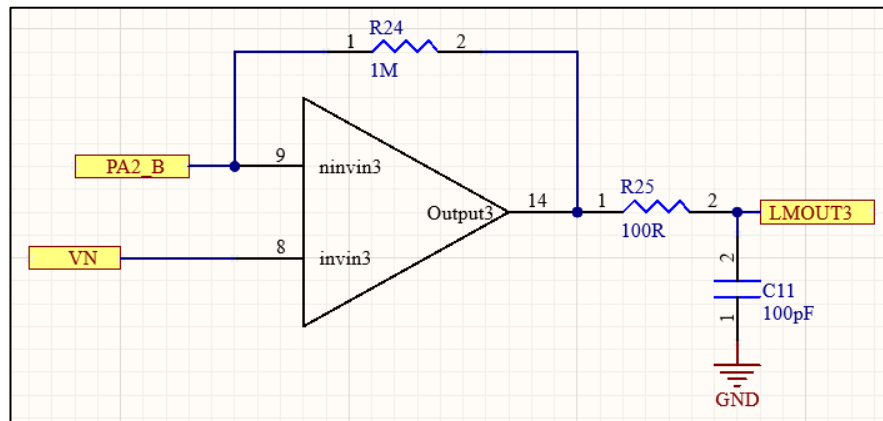 R24
1 2
1M
PA2_B 9 ninvin3
Output3 14 1 R25 2 LMOUT3
100R
VN 8 invin3
2
C11
100pF
1
GND